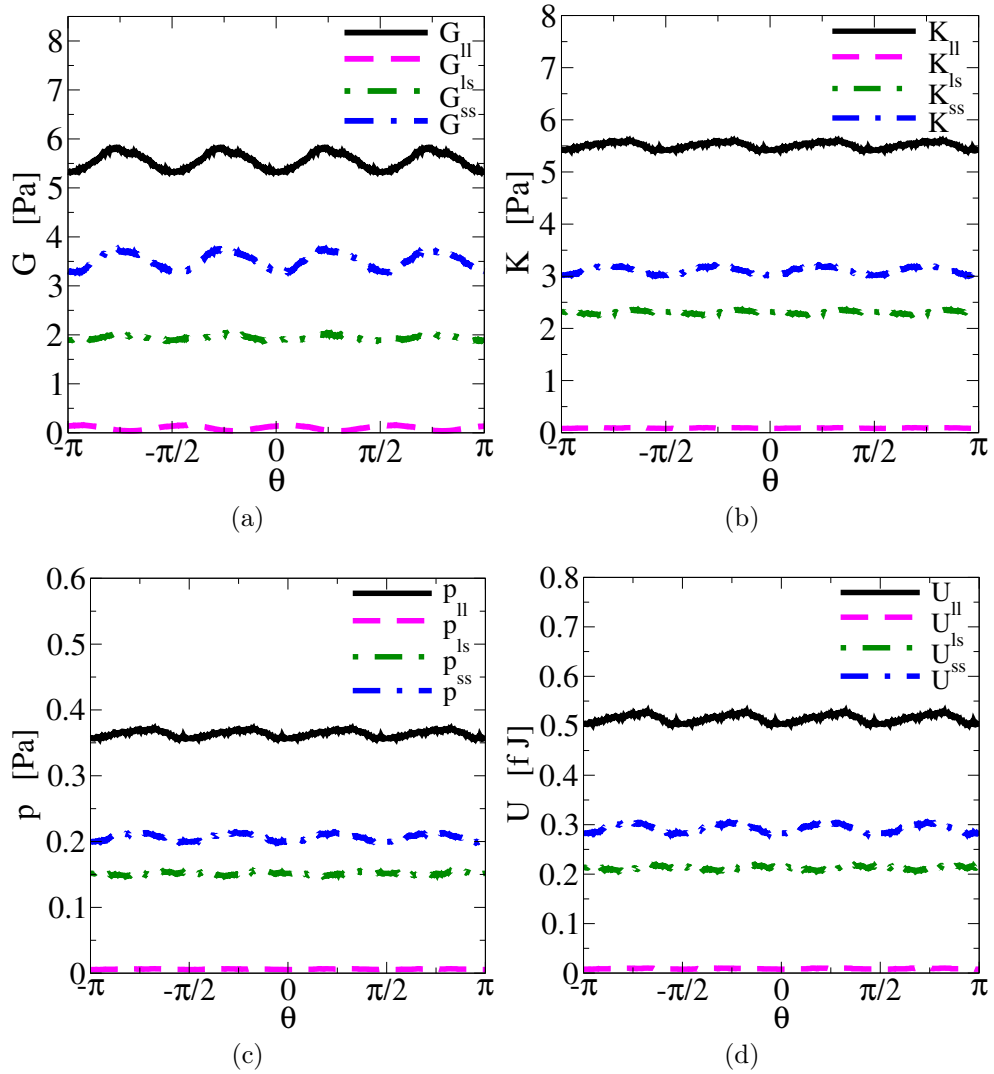 G
G^ll
G^ls
G^ss
8
7
6
5
4
3
2
1
0
G [Pa]
-π -π/2 0 π/2 π
θ
(a)
K
K^ll
K^ls
K^ss
8
7
6
5
4
3
2
1
0
K [Pa]
-π -π/2 0 π/2 π
θ
(b)
p
p^ll
p^ls
p^ss
0.6
0.5
0.4
0.3
0.2
0.1
0
p [Pa]
-π -π/2 0 π/2 π
θ
(c)
U
U^ll
U^ls
U^ss
0.8
0.7
0.6
0.5
0.4
0.3
0.2
0.1
0
U [f J]
-π -π/2 0 π/2 π
θ
(d)